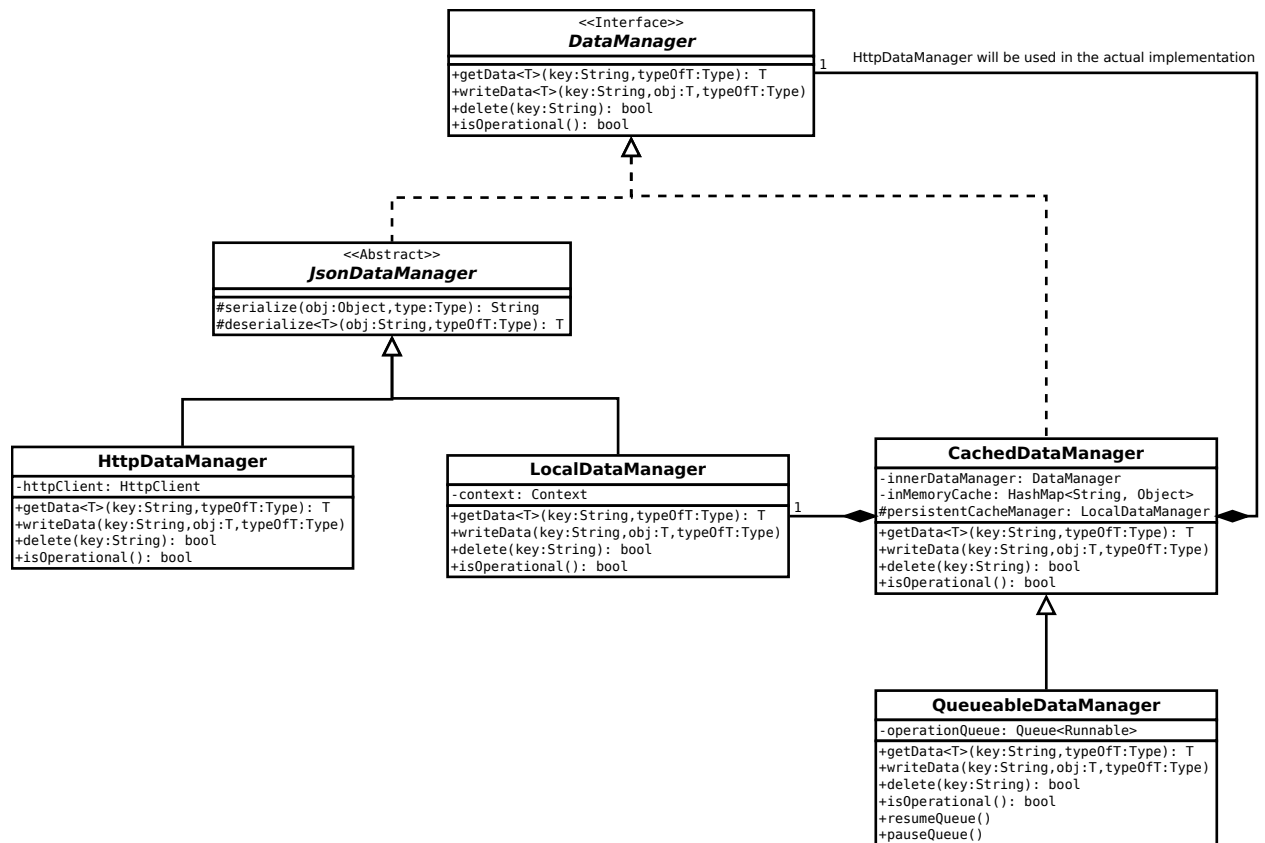 <<Interface>>
DataManager
+getData<T>(key:String,typeOfT:Type): T
+writeData<T>(key:String,obj:T,typeOfT:Type)
+delete(key:String): bool
+isOperational(): bool
1
HttpDataManager will be used in the actual implementation
<<Abstract>>
JsonDataManager
#serialize(obj:Object,type:Type): String
#deserialize<T>(obj:String,typeOfT:Type): T
HttpDataManager
-httpClient: HttpClient
+getData<T>(key:String,typeOfT:Type): T
+writeData(key:String,obj:T,typeOfT:Type)
+delete(key:String): bool
+isOperational(): bool
LocalDataManager
-context: Context
+getData<T>(key:String,typeOfT:Type): T
+writeData(key:String,obj:T,typeOfT:Type)
+delete(key:String): bool
+isOperational(): bool
1
CachedDataManager
-innerDataManager: DataManager
-inMemoryCache: HashMap<String, Object>
#persistentCacheManager: LocalDataManager
+getData<T>(key:String,typeOfT:Type): T
+writeData(key:String,obj:T,typeOfT:Type)
+delete(key:String): bool
+isOperational(): bool
QueueableDataManager
-operationQueue: Queue<Runnable>
+getData<T>(key:String,typeOfT:Type): T
+writeData(key:String,obj:T,typeOfT:Type)
+delete(key:String): bool
+isOperational(): bool
+resumeQueue()
+pauseQueue()